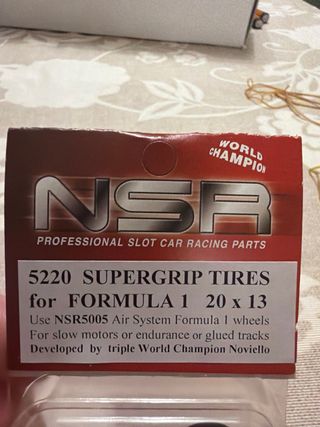 WORLD
CHAMPION
NSR
PROFESSIONAL SLOT CAR RACING PARTS
5220 SUPERGRIP TIRES
for FORMULA 1 20 x 13
Use NSR5005 Air System Formula 1 wheels
For slow motors or endurance or glued tracks
Developed by triple World Champion Noviello